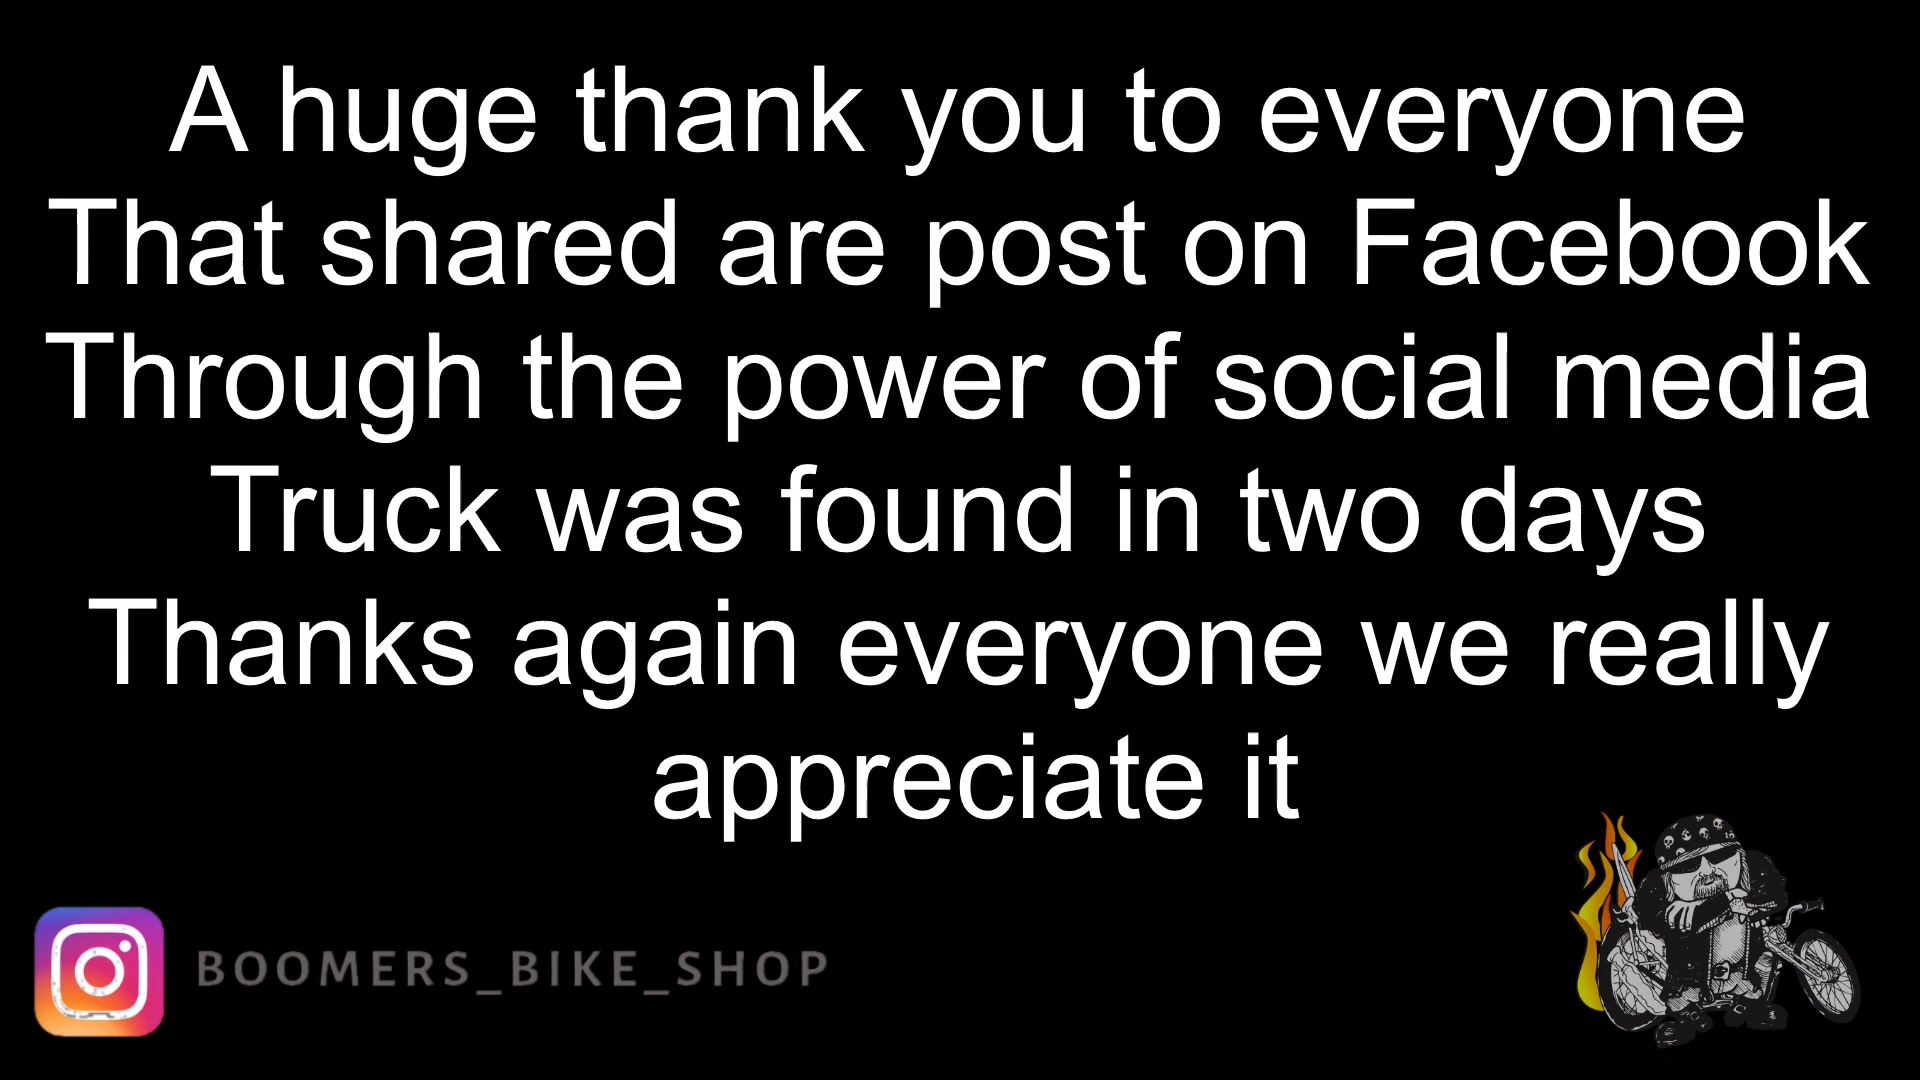 A huge thank you to everyone
That shared are post on Facebook
Through the power of social media
Truck was found in two days
Thanks again everyone we really
appreciate it
BOOMERS_BIKE_SHOP